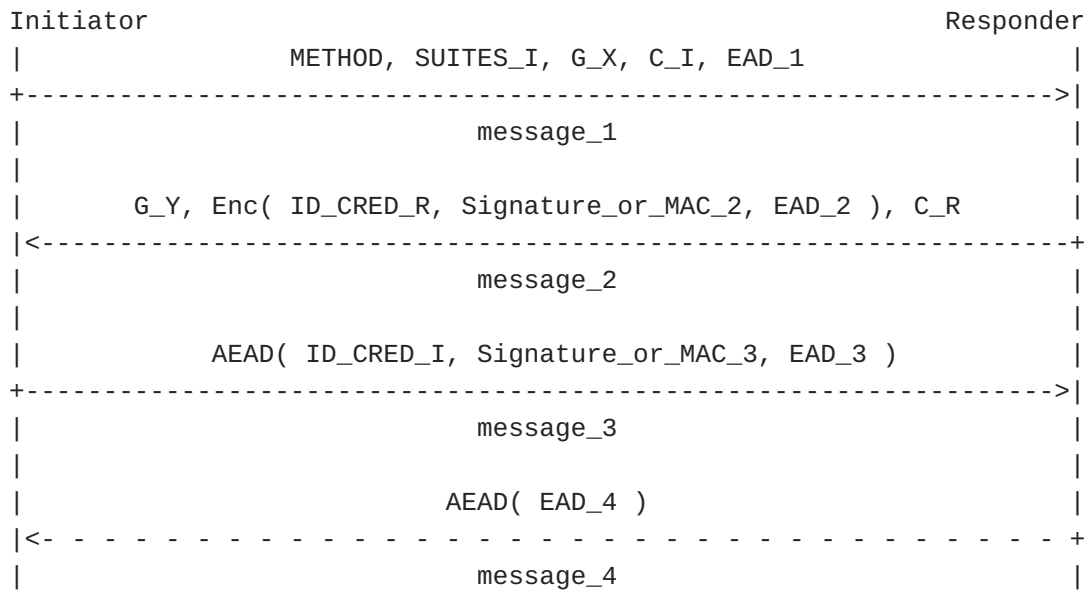 Initiator                                                   Responder
|                 METHOD, SUITES_I, G_X, C_I, EAD_1                 |
+------------------------------------------------------------------>|
|                             message_1                             |
|                                                                   |
|       G_Y, Enc( ID_CRED_R, Signature_or_MAC_2, EAD_2 ), C_R       |
|<------------------------------------------------------------------+
|                             message_2                             |
|                                                                   |
|            AEAD( ID_CRED_I, Signature_or_MAC_3, EAD_3 )           |
+------------------------------------------------------------------>|
|                             message_3                             |
|                                                                   |
|                           AEAD( EAD_4 )                           |
|<- - - - - - - - - - - - - - - - - - - - - - - - - - - - - - - - - +
|                             message_4                             |